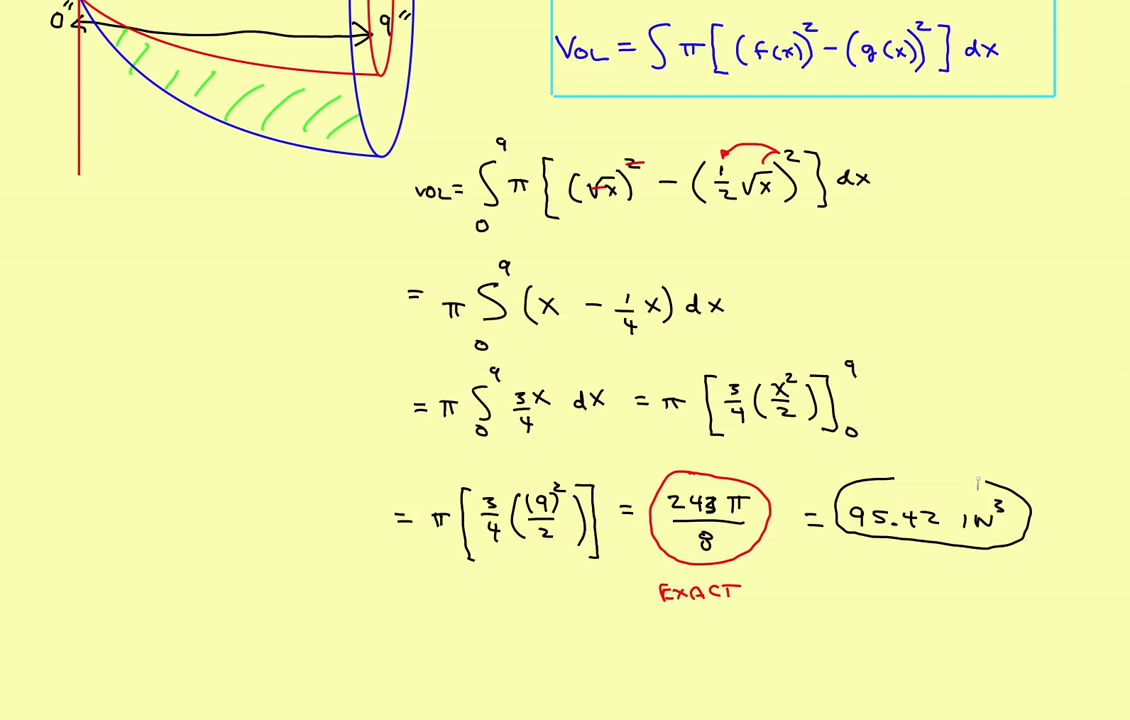 0" 9"
VOL = ∫ π [ (f(x))² - (g(x))² ] dx
VOL = ∫₀⁹ π [ (√x)² - (½√x)² ] dx
= π ∫₀⁹ (x - ¼x) dx
= π ∫₀⁹ ¾x dx = π [ ¾ (x²/2) ]₀⁹
= π [ ¾ ((9)²/2) ] = 243π/8 = 95.42 IN³
EXACT